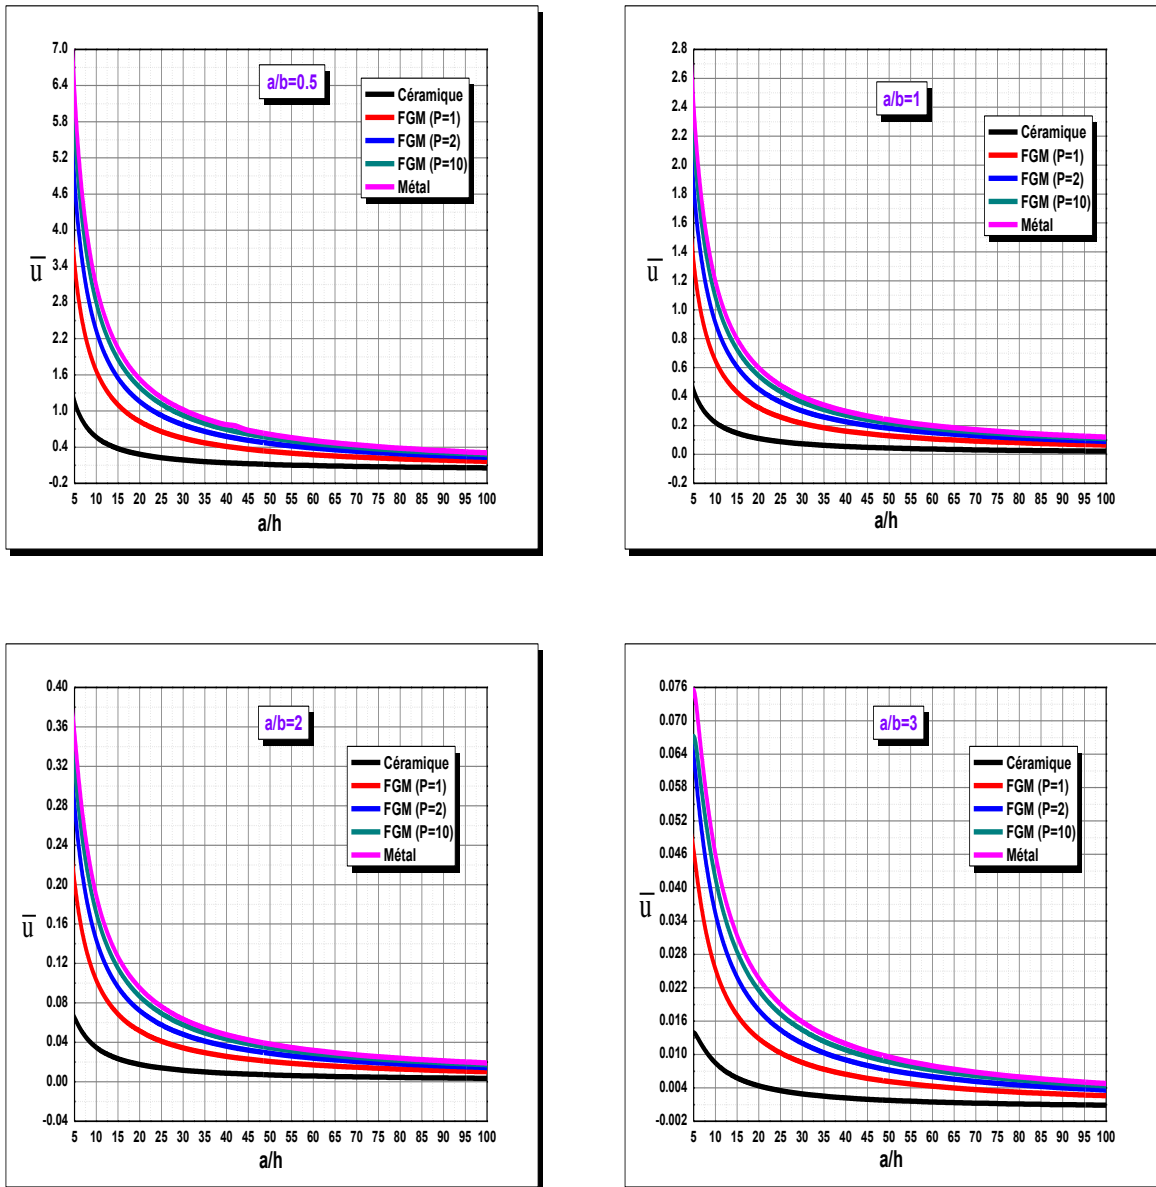 a/b=0.5
Céramique
FGM (P=1)
FGM (P=2)
FGM (P=10)
Métal
7.0
6.4
5.8
5.2
4.6
4.0
3.4
2.8
2.2
1.6
1.0
0.4
-0.2
u
5 10 15 20 25 30 35 40 45 50 55 60 65 70 75 80 85 90 95 100
a/h
a/b=1
Céramique
FGM (P=1)
FGM (P=2)
FGM (P=10)
Métal
2.8
2.6
2.4
2.2
2.0
1.8
1.6
1.4
1.2
1.0
0.8
0.6
0.4
0.2
0.0
-0.2
u
5 10 15 20 25 30 35 40 45 50 55 60 65 70 75 80 85 90 95 100
a/h
a/b=2
Céramique
FGM (P=1)
FGM (P=2)
FGM (P=10)
Métal
0.40
0.36
0.32
0.28
0.24
0.20
0.16
0.12
0.08
0.04
0.00
-0.04
u
5 10 15 20 25 30 35 40 45 50 55 60 65 70 75 80 85 90 95 100
a/h
a/b=3
Céramique
FGM (P=1)
FGM (P=2)
FGM (P=10)
Métal
0.076
0.070
0.064
0.058
0.052
0.046
0.040
0.034
0.028
0.022
0.016
0.010
0.004
-0.002
u
5 10 15 20 25 30 35 40 45 50 55 60 65 70 75 80 85 90 95 100
a/h